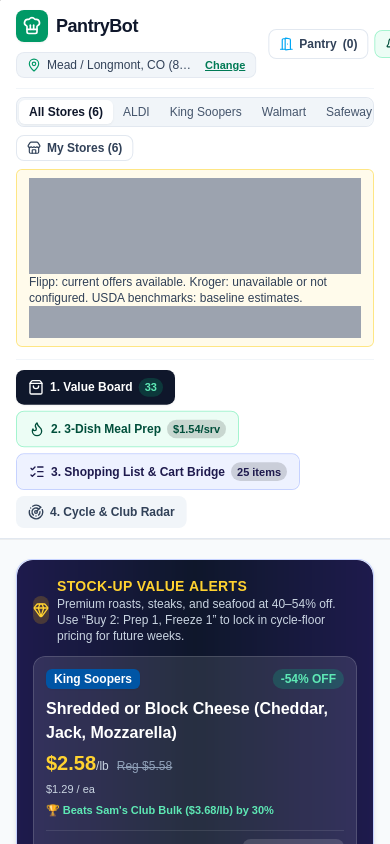 PantryBot
Pantry (0)
Mead / Longmont, CO (8… Change
All Stores (6) ALDI King Soopers Walmart Safeway
My Stores (6)
Flipp: current offers available. Kroger: unavailable or not
configured. USDA benchmarks: baseline estimates.
1. Value Board 33
2. 3-Dish Meal Prep $1.54/srv
3. Shopping List & Cart Bridge 25 items
4. Cycle & Club Radar
STOCK-UP VALUE ALERTS
Premium roasts, steaks, and seafood at 40–54% off.
Use “Buy 2: Prep 1, Freeze 1” to lock in cycle-floor
pricing for future weeks.
King Soopers -54% OFF
Shredded or Block Cheese (Cheddar,
Jack, Mozzarella)
$2.58/lb Reg $5.58
$1.29 / ea
🏆 Beats Sam's Club Bulk ($3.68/lb) by 30%